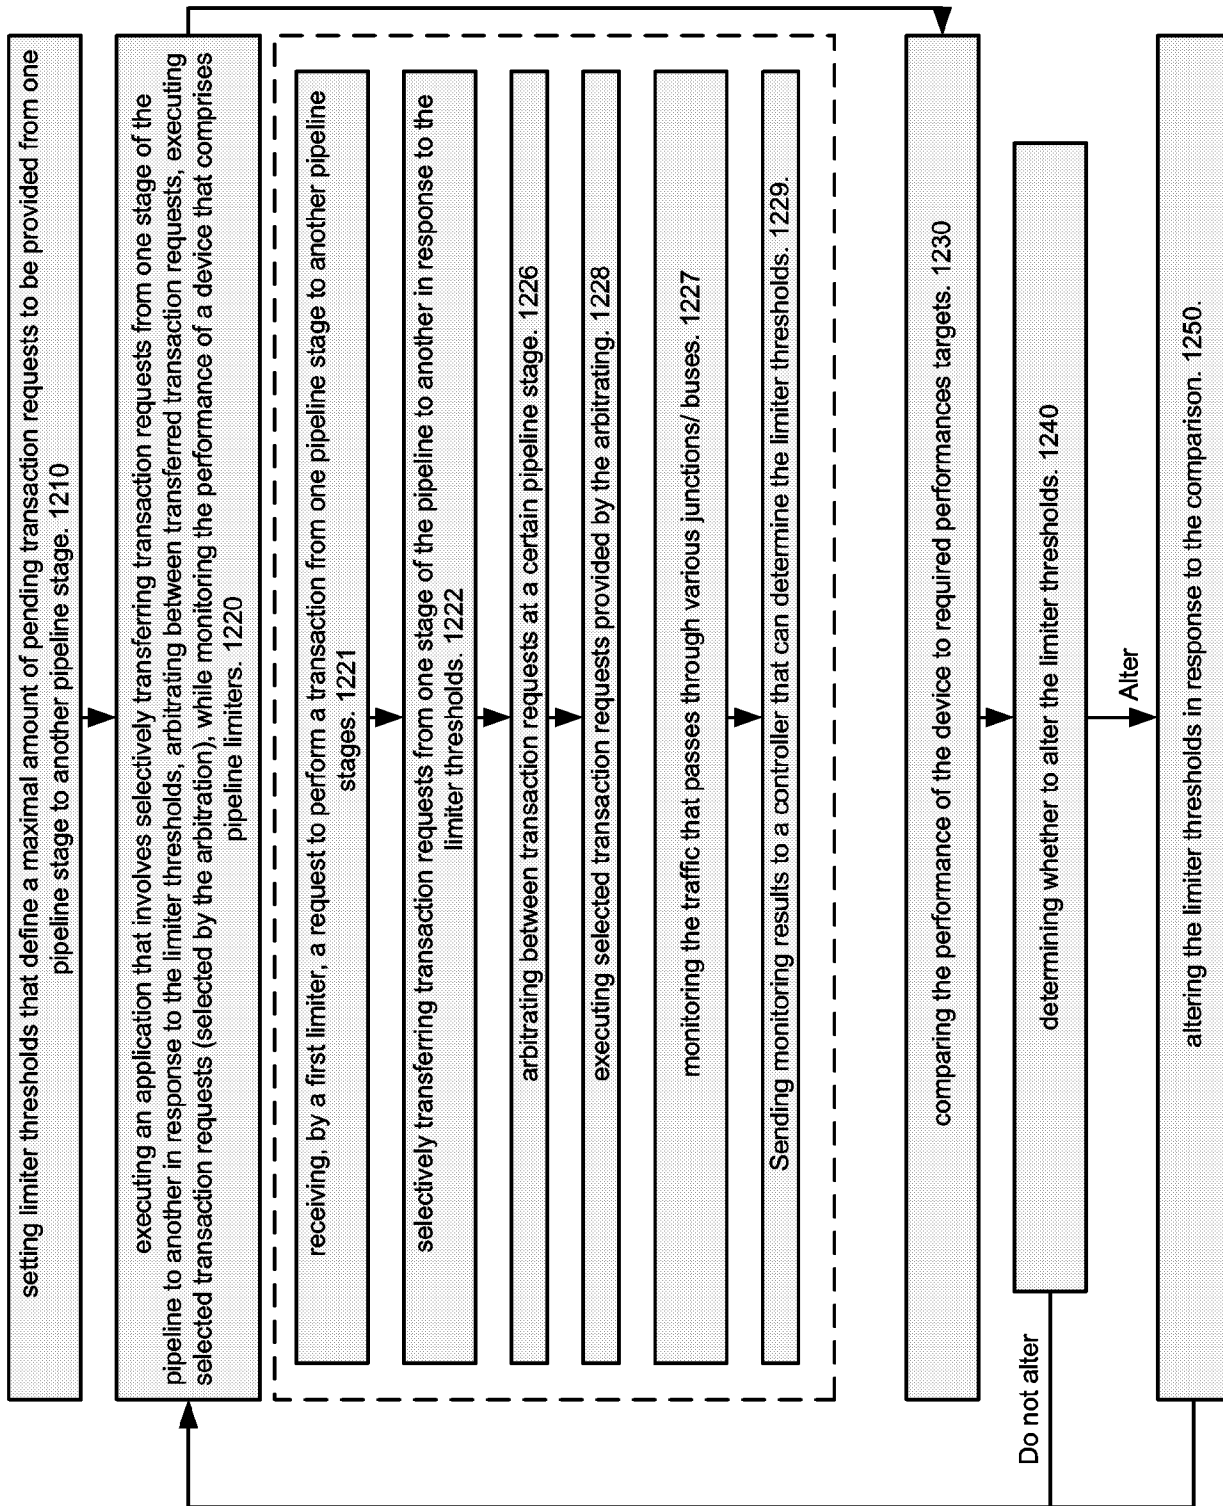 setting limiter thresholds that define a maximal amount of pending transaction requests to be provided from one
pipeline stage to another pipeline stage. 1210
executing an application that involves selectively transferring transaction requests from one stage of the
pipeline to another in response to the limiter thresholds, arbitrating between transferred transaction requests, executing
selected transaction requests (selected by the arbitration), while monitoring the performance of a device that comprises
pipeline limiters. 1220
receiving, by a first limiter, a request to perform a transaction from one pipeline stage to another pipeline
stages. 1221
selectively transferring transaction requests from one stage of the pipeline to another in response to the
limiter thresholds. 1222
arbitrating between transaction requests at a certain pipeline stage. 1226
executing selected transaction requests provided by the arbitrating. 1228
monitoring the traffic that passes through various junctions/ buses. 1227
Sending monitoring results to a controller that can determine the limiter thresholds. 1229.
comparing the performance of the device to required performances targets. 1230
determining whether to alter the limiter thresholds. 1240
Do not alter
Alter
altering the limiter thresholds in response to the comparison. 1250.